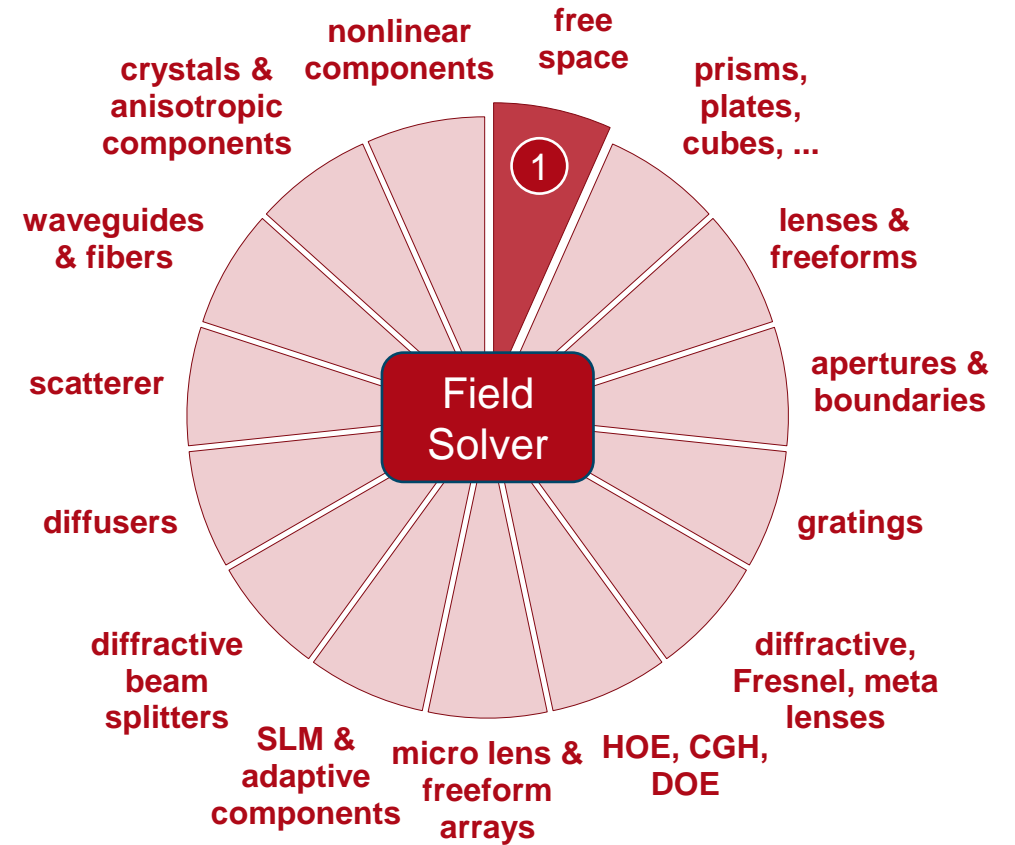 free
space
1
prisms,
plates,
cubes, ...
lenses &
freeforms
apertures &
boundaries
gratings
diffractive,
Fresnel, meta
lenses
HOE, CGH,
DOE
micro lens &
freeform
arrays
SLM &
adaptive
components
diffractive
beam
splitters
diffusers
scatterer
waveguides
& fibers
crystals &
anisotropic
components
nonlinear
components
Field
Solver